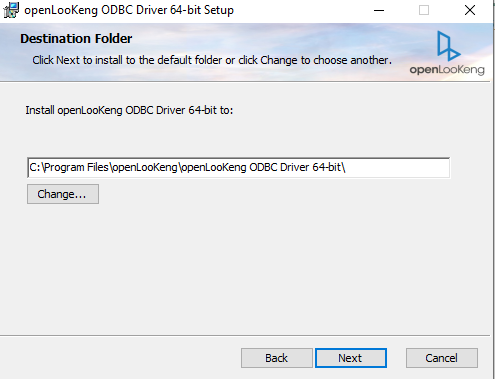 openLooKeng ODBC Driver 64-bit Setup
Destination Folder
Click Next to install to the default folder or click Change to choose another.
openLooKeng
Install openLooKeng ODBC Driver 64-bit to:
C:\Program Files\openLooKeng\openLooKeng ODBC Driver 64-bit\
Change...
Back
Next
Cancel